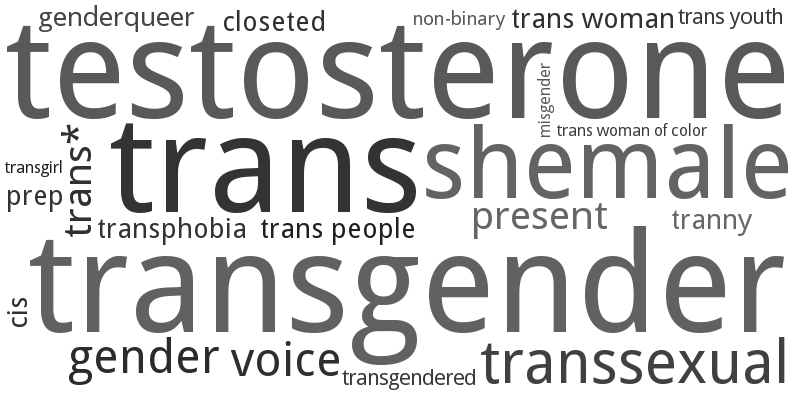 genderqueer
closeted
non-binary
trans woman
trans youth
testosterone
misgender
trans woman of color
trans*
trans
shemale
transgirl
prep
present
tranny
transphobia
trans people
transgender
cis
gender
voice
transgendered
transsexual